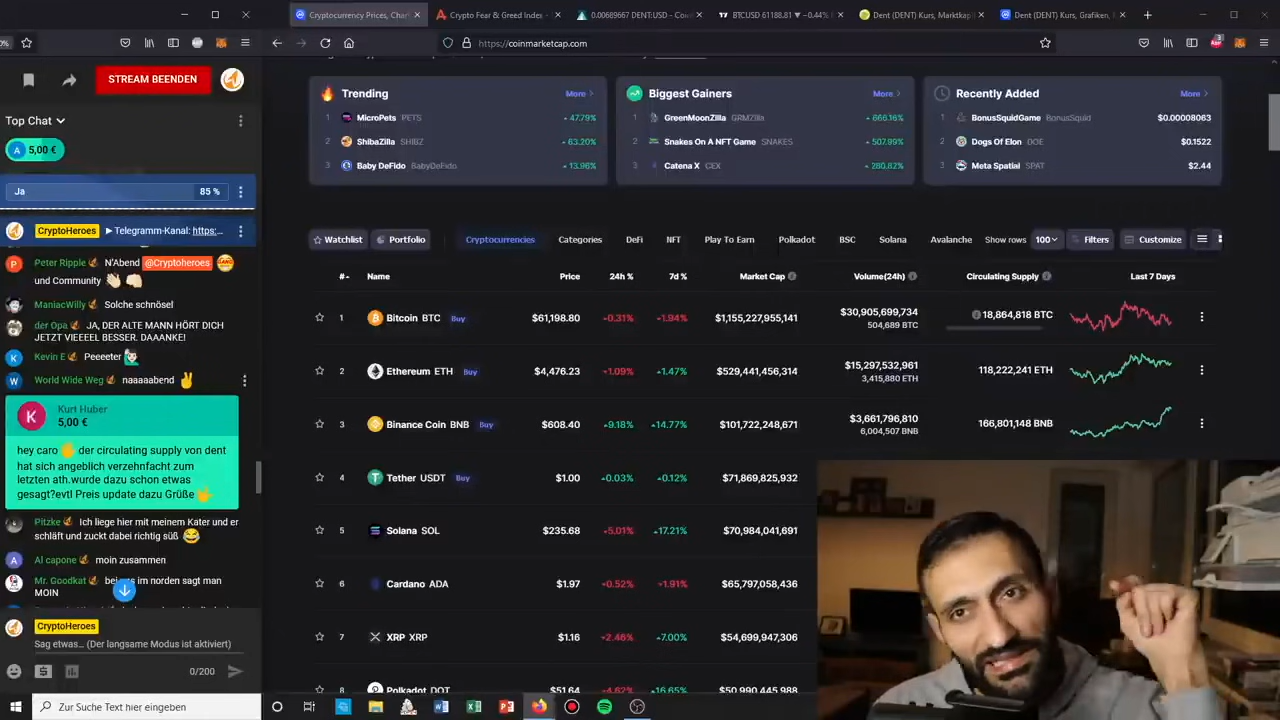 Cryptocurrency Prices, Chart
Crypto Fear & Greed Index -
0.00689667 DENT:USD -
BTCUSD 61188.81 ▼ −0.44%
Dent (DENT) Kurs, Marktkap
Dent (DENT) Kurs, Grafiken,
https://coinmarketcap.com
STREAM BEENDEN
Top Chat
A 5,00 €
Ja 85 %
CryptoHeroes ►Telegramm-Kanal: https:...
Peter Ripple N'Abend @Cryptoheroes
und Community
ManiacWilly Solche schnösel
der Opa JA, DER ALTE MANN HÖRT DICH
JETZT VIEEEEL BESSER. DAAANKE!
Kevin E Peeeeter
World Wide Weg naaaaabend
Kurt Huber
5,00 €
hey caro der circulating supply von dent
hat sich angeblich verzehnfacht zum
letzten ath.wurde dazu schon etwas
gesagt?evtl Preis update dazu Grüße
Pitzke Ich liege hier mit meinem Kater und er
schläft und zuckt dabei richtig süß
Al capone moin zusammen
Mr. Goodkat bei uns im norden sagt man
MOIN
CryptoHeroes
Sag etwas... (Der langsame Modus ist aktiviert)
0/200
Zur Suche Text hier eingeben
Trending More
1 MicroPets PETS 47.79%
2 ShibaZilla SHIBZ 63.20%
3 Baby DeFido BabyDeFido 13.96%
Biggest Gainers More
1 GreenMoonZilla GRMZilla 666.16%
2 Snakes On A NFT Game SNAKES 507.99%
3 Catena X CEX 280.82%
Recently Added More
1 BonusSquidGame BonusSquid $0.00008063
2 Dogs Of Elon DOE $0.1522
3 Meta Spatial SPAT $2.44
Watchlist Portfolio Cryptocurrencies Categories DeFi NFT Play To Earn Polkadot BSC Solana Avalanche Show rows 100 Filters Customize
# Name Price 24h % 7d % Market Cap Volume(24h) Circulating Supply Last 7 Days
1 Bitcoin BTC Buy $61,198.80 0.31% 1.94% $1,155,227,955,141 $30,905,699,734 18,864,818 BTC
504,689 BTC
2 Ethereum ETH Buy $4,476.23 1.09% 1.47% $529,441,456,314 $15,297,532,961 118,222,241 ETH
3,415,880 ETH
3 Binance Coin BNB Buy $608.40 9.18% 14.77% $101,722,248,671 $3,661,796,810 166,801,148 BNB
6,004,507 BNB
4 Tether USDT Buy $1.00 0.03% 0.12% $71,869,825,932
5 Solana SOL $235.68 5.01% 17.21% $70,984,041,691
6 Cardano ADA $1.97 0.52% 1.91% $65,797,058,436
7 XRP XRP $1.16 2.46% 7.00% $54,699,947,306
8 Polkadot DOT $51.64 4.62% 16.65% $50,990,445,988